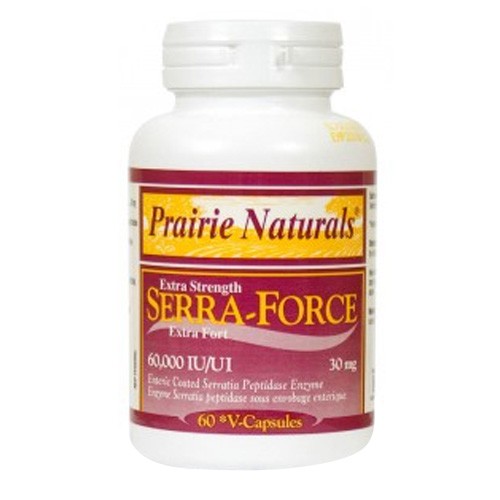 Prairie Naturals®
Extra Strength
SERRA-FORCE
Extra Fort
60,000 IU/UI 30 mg
Enteric Coated Serratia Peptidase Enzyme
Enzyme Serratia peptidase sous enrobage enterique
60 *V-Capsules